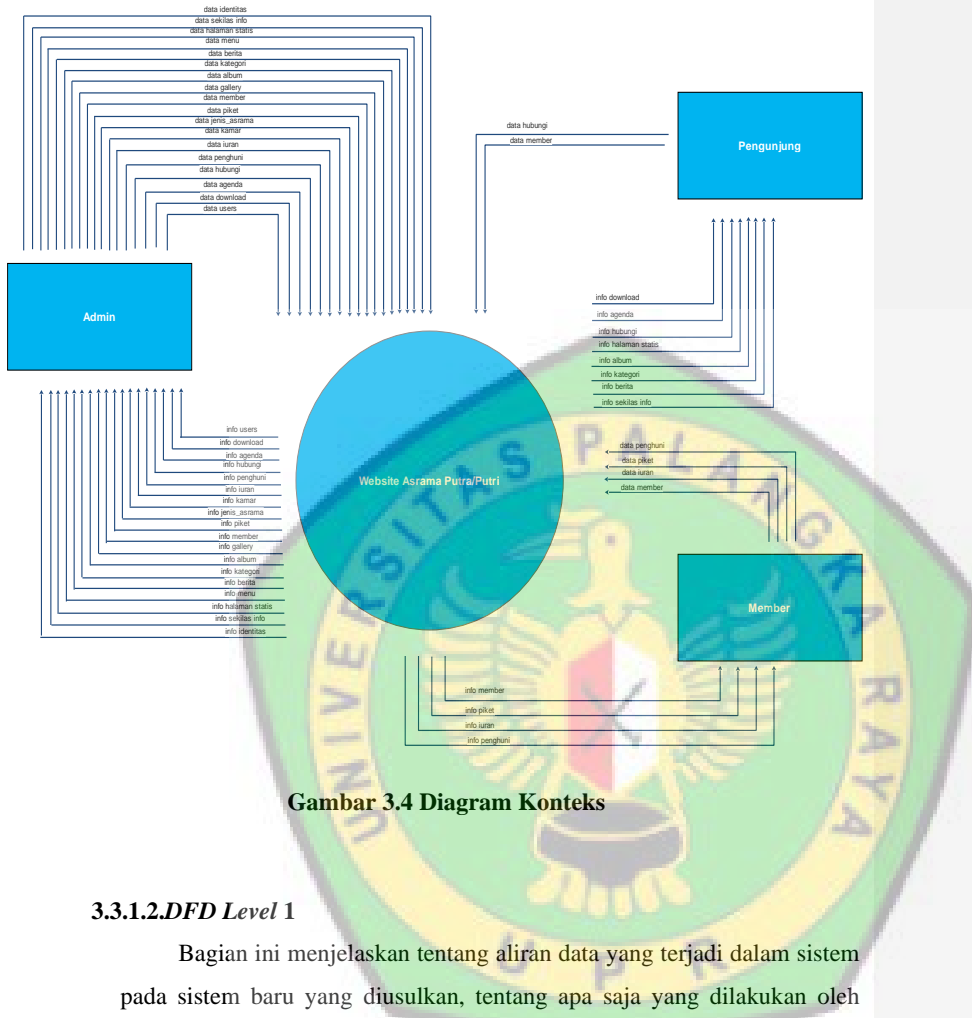 data identitas
data sekilas info
data halaman statis
data menu
data berita
data kategori
data album
data gallery
data member
data piket
data jenis_asrama
data kamar
data iuran
data penghuni
data hubungi
data agenda
data download
data users
data hubungi
data member
Pengunjung
Admin
info download
info agenda
info hubungi
info halaman statis
info album
info kategori
info berita
info sekilas info
info users
info download
info agenda
info hubungi
info penghuni
info iuran
info kamar
info jenis_asrama
info piket
info member
info gallery
info album
info kategori
info berita
info menu
info halaman statis
info sekilas info
info identitas
Website Asrama Putra/Putri
data penghuni
data piket
data iuran
data member
Member
info member
info piket
info iuran
info penghuni
UNIVERSITAS PALANGKA RAYA
UPR
Gambar 3.4 Diagram Konteks
3.3.1.2.DFD Level 1
Bagian ini menjelaskan tentang aliran data yang terjadi dalam sistem
pada sistem baru yang diusulkan, tentang apa saja yang dilakukan oleh